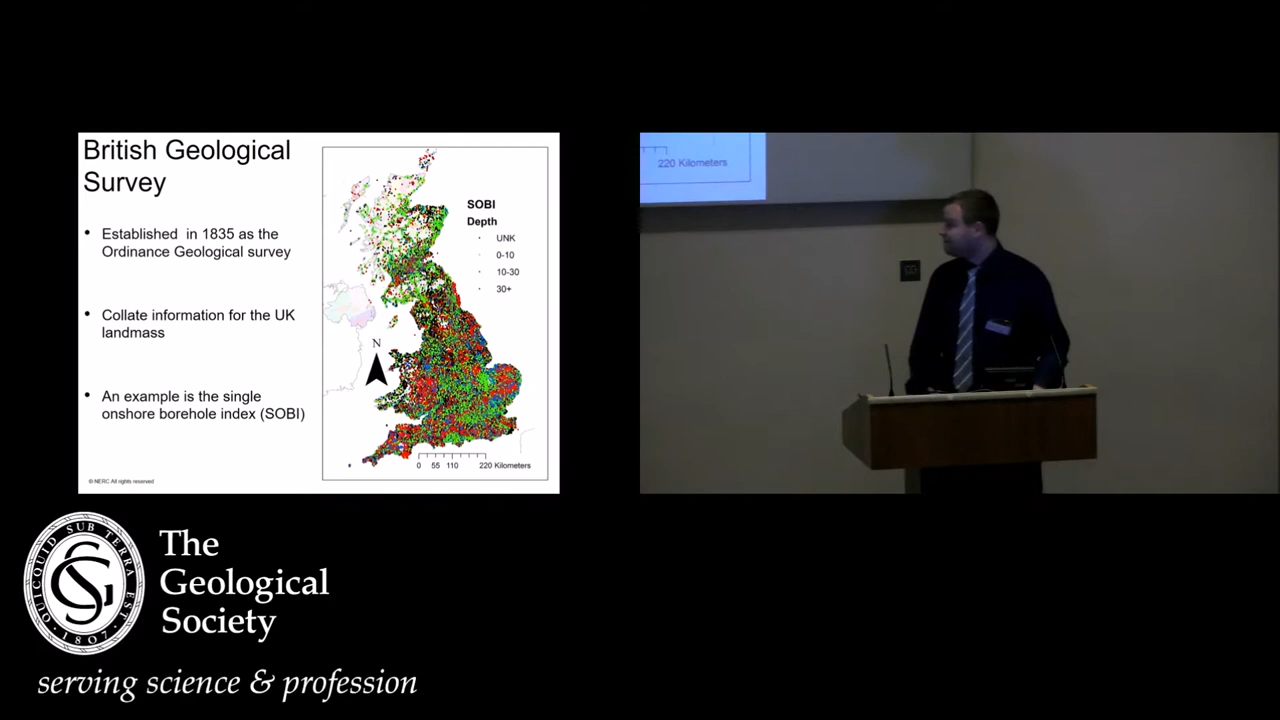 British Geological
Survey
• Established in 1835 as the
Ordinance Geological survey
• Collate information for the UK
landmass
• An example is the single
onshore borehole index (SOBI)
© NERC All rights reserved
SOBI
Depth
UNK
0-10
10-30
30+
N
0 55 110 220 Kilometers
220 Kilometers
QUICQUID SUB TERRA EST
1807
The
Geological
Society
serving science & profession